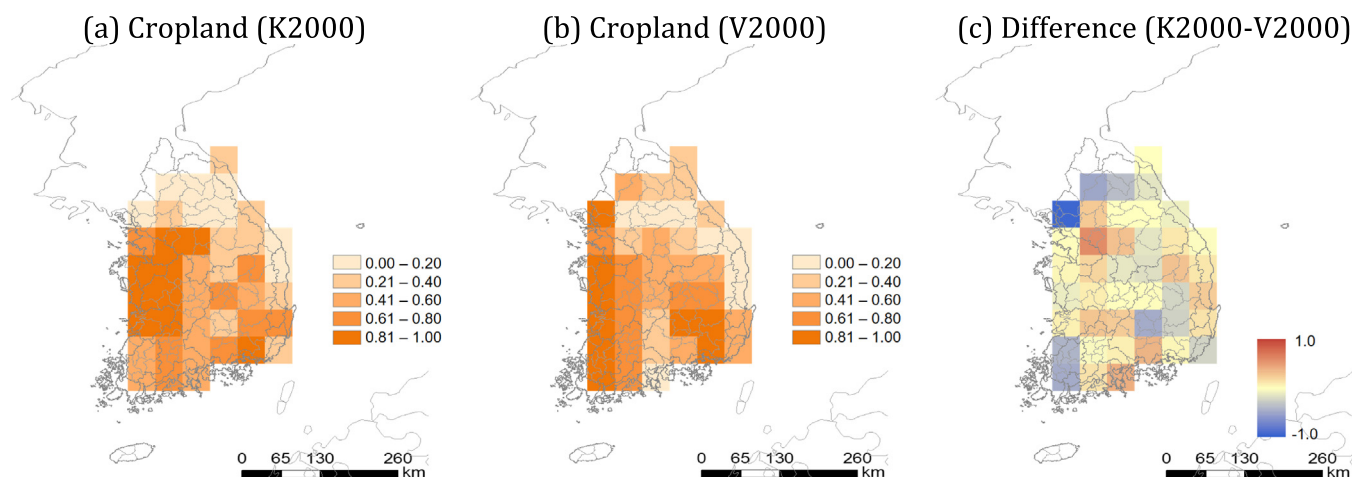 (a) Cropland (K2000)
(b) Cropland (V2000)
(c) Difference (K2000-V2000)
0.00 – 0.20
0.21 – 0.40
0.41 – 0.60
0.61 – 0.80
0.81 – 1.00
0.00 – 0.20
0.21 – 0.40
0.41 – 0.60
0.61 – 0.80
0.81 – 1.00
1.0
-1.0
0 65 130 260
km
0 65 130 260
km
0 65 130 260
km